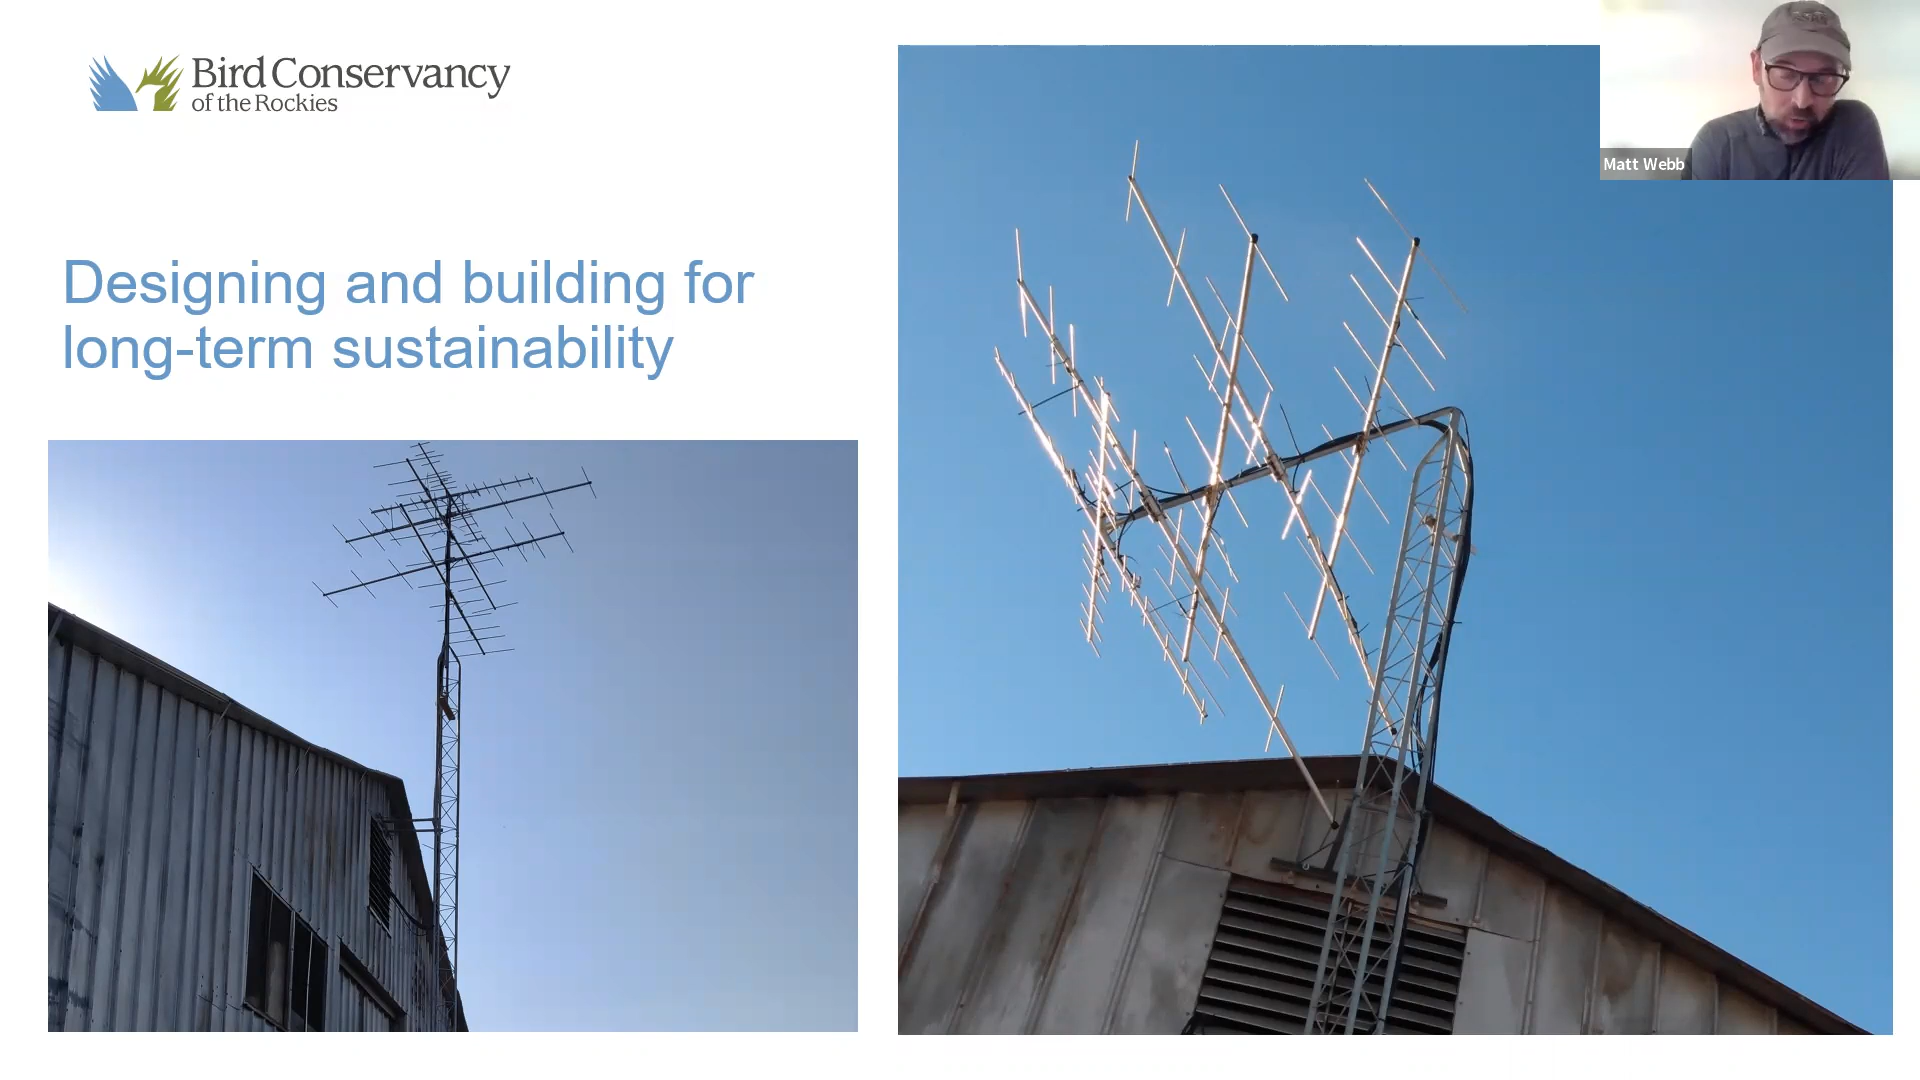 Bird Conservancy
of the Rockies
Matt Webb
Designing and building for
long-term sustainability